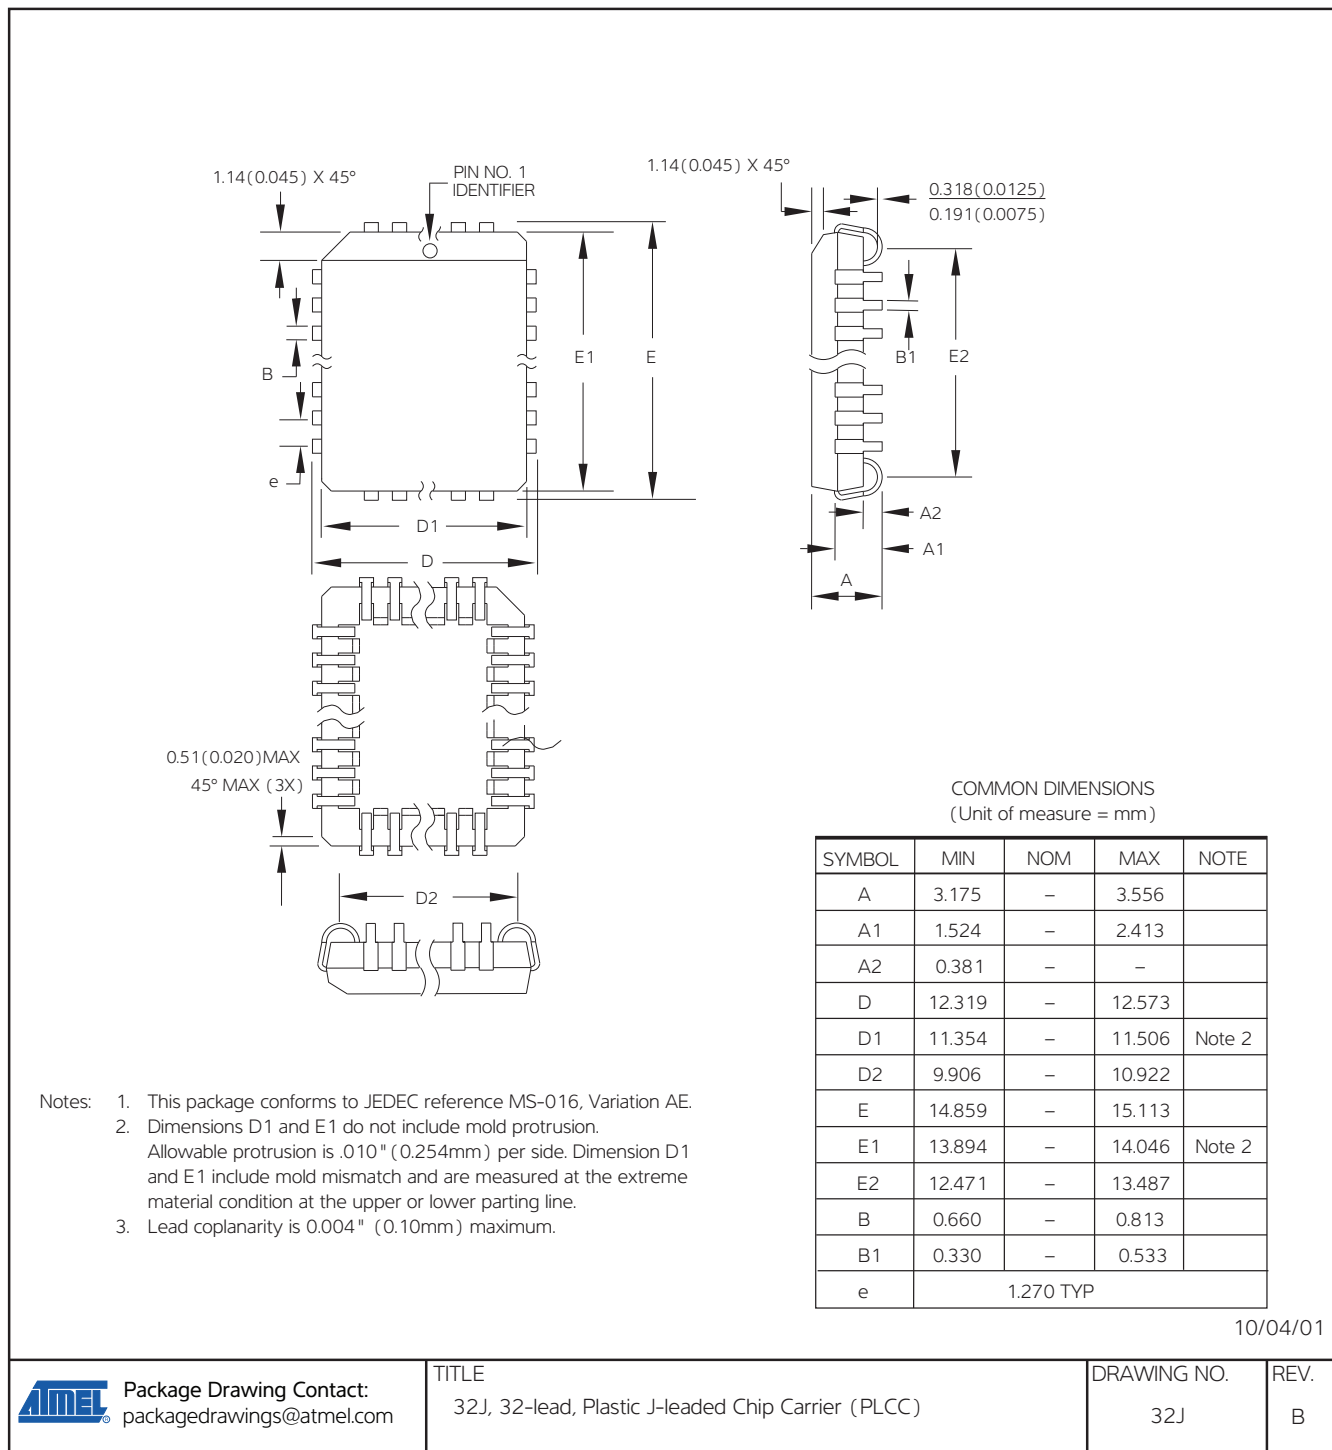 1.14(0.045) X 45°
PIN NO. 1
IDENTIFIER
1.14(0.045) X 45°
0.318(0.0125)
0.191(0.0075)
B
e
E1
E
B1
E2
D1
D
A2
A1
A
0.51(0.020)MAX
45° MAX (3X)
D2
COMMON DIMENSIONS
(Unit of measure = mm)
SYMBOL MIN NOM MAX NOTE
A 3.175 – 3.556
A1 1.524 – 2.413
A2 0.381 – –
D 12.319 – 12.573
D1 11.354 – 11.506 Note 2
D2 9.906 – 10.922
E 14.859 – 15.113
E1 13.894 – 14.046 Note 2
E2 12.471 – 13.487
B 0.660 – 0.813
B1 0.330 – 0.533
e 1.270 TYP
Notes: 1. This package conforms to JEDEC reference MS-016, Variation AE.
2. Dimensions D1 and E1 do not include mold protrusion.
Allowable protrusion is .010"(0.254mm) per side. Dimension D1
and E1 include mold mismatch and are measured at the extreme
material condition at the upper or lower parting line.
3. Lead coplanarity is 0.004" (0.10mm) maximum.
10/04/01
ATMEL ®
Package Drawing Contact:
packagedrawings@atmel.com
TITLE
32J, 32-lead, Plastic J-leaded Chip Carrier (PLCC)
DRAWING NO.
32J
REV.
B